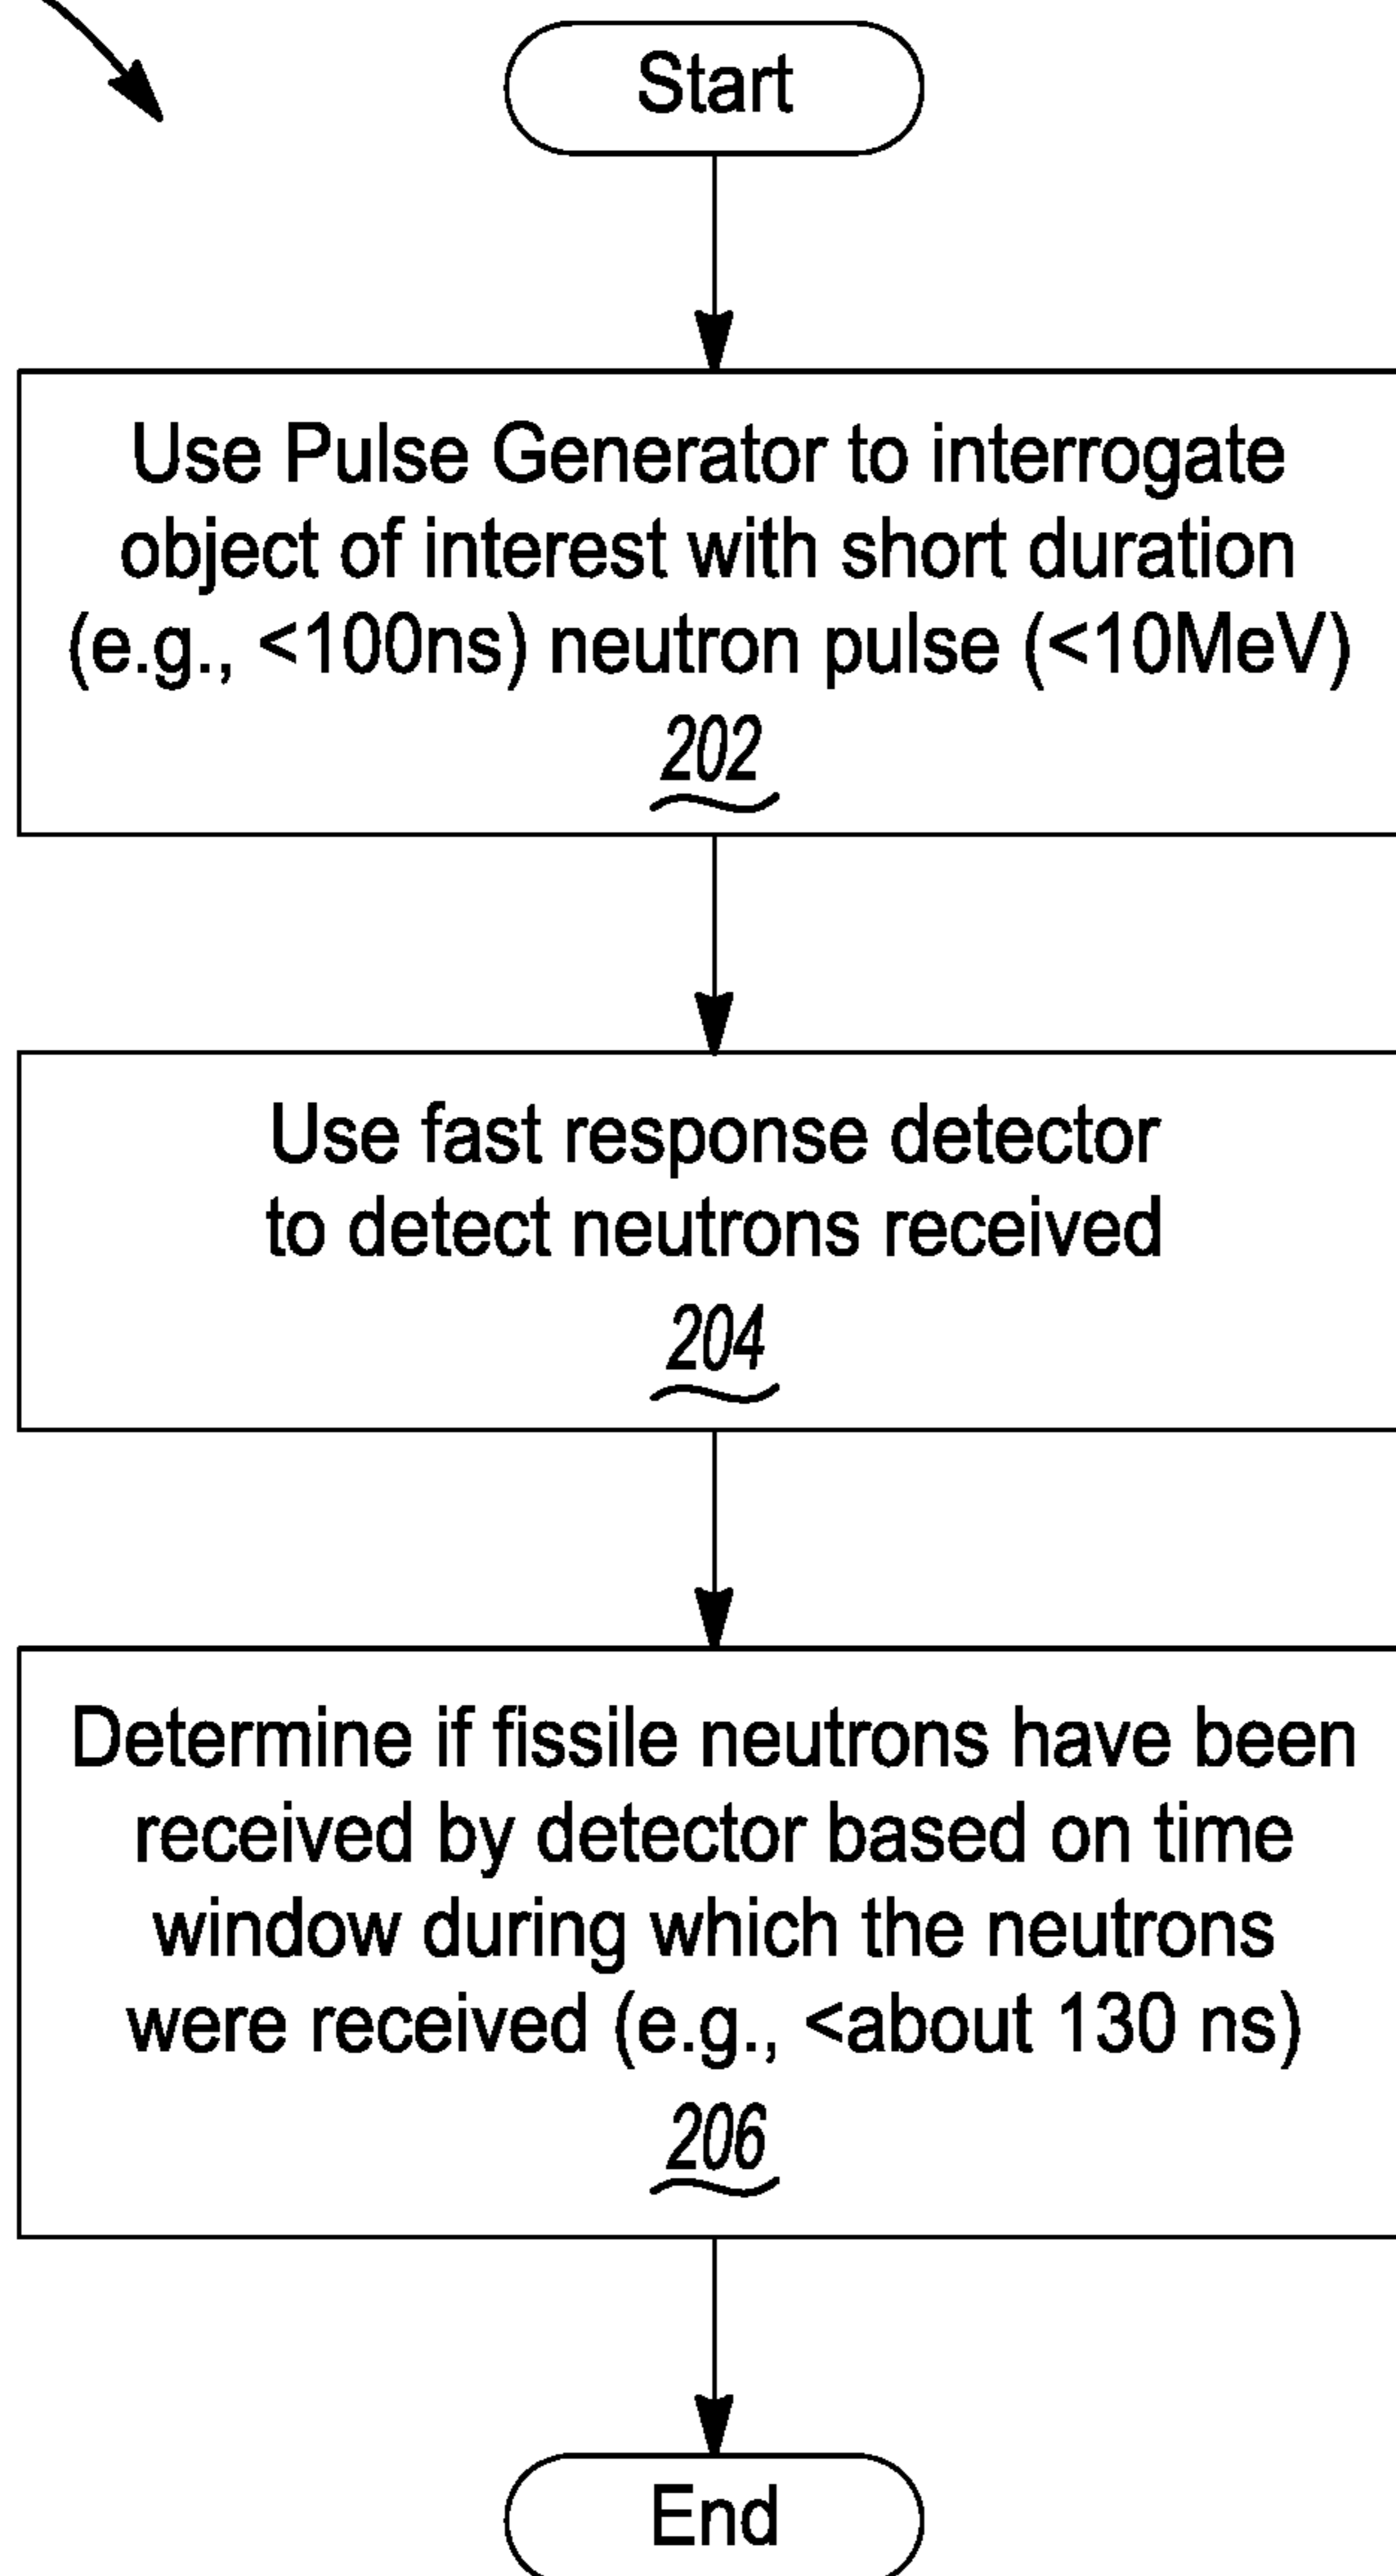 Start
Use Pulse Generator to interrogate
object of interest with short duration
(e.g., <100ns) neutron pulse (<10MeV)
202
Use fast response detector
to detect neutrons received
204
Determine if fissile neutrons have been
received by detector based on time
window during which the neutrons
were received (e.g., <about 130 ns)
206
End